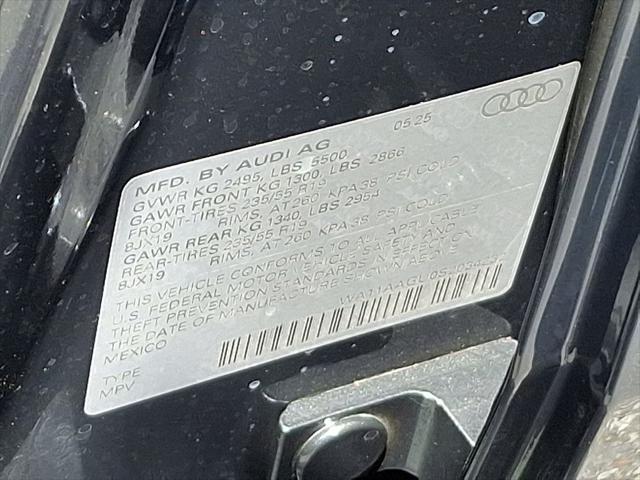 MFD. BY AUDI AG 05.25
GVWR KG 2495, LBS 5500
GAWR FRONT KG 1300, LBS 2866
FRONT-TIRES 235/55 R19
8JX19 RIMS, AT 260 KPA 38 PSI COLD
GAWR REAR KG 1340, LBS 2954
REAR-TIRES 235/55 R19
8JX19 RIMS, AT 260 KPA 38 PSI COLD
THIS VEHICLE CONFORMS TO ALL APPLICABLE
U.S. FEDERAL MOTOR VEHICLE SAFETY AND
THEFT PREVENTION STANDARDS IN EFFECT ON
THE DATE OF MANUFACTURE SHOWN ABOVE
MEXICO
TYPE
MPV